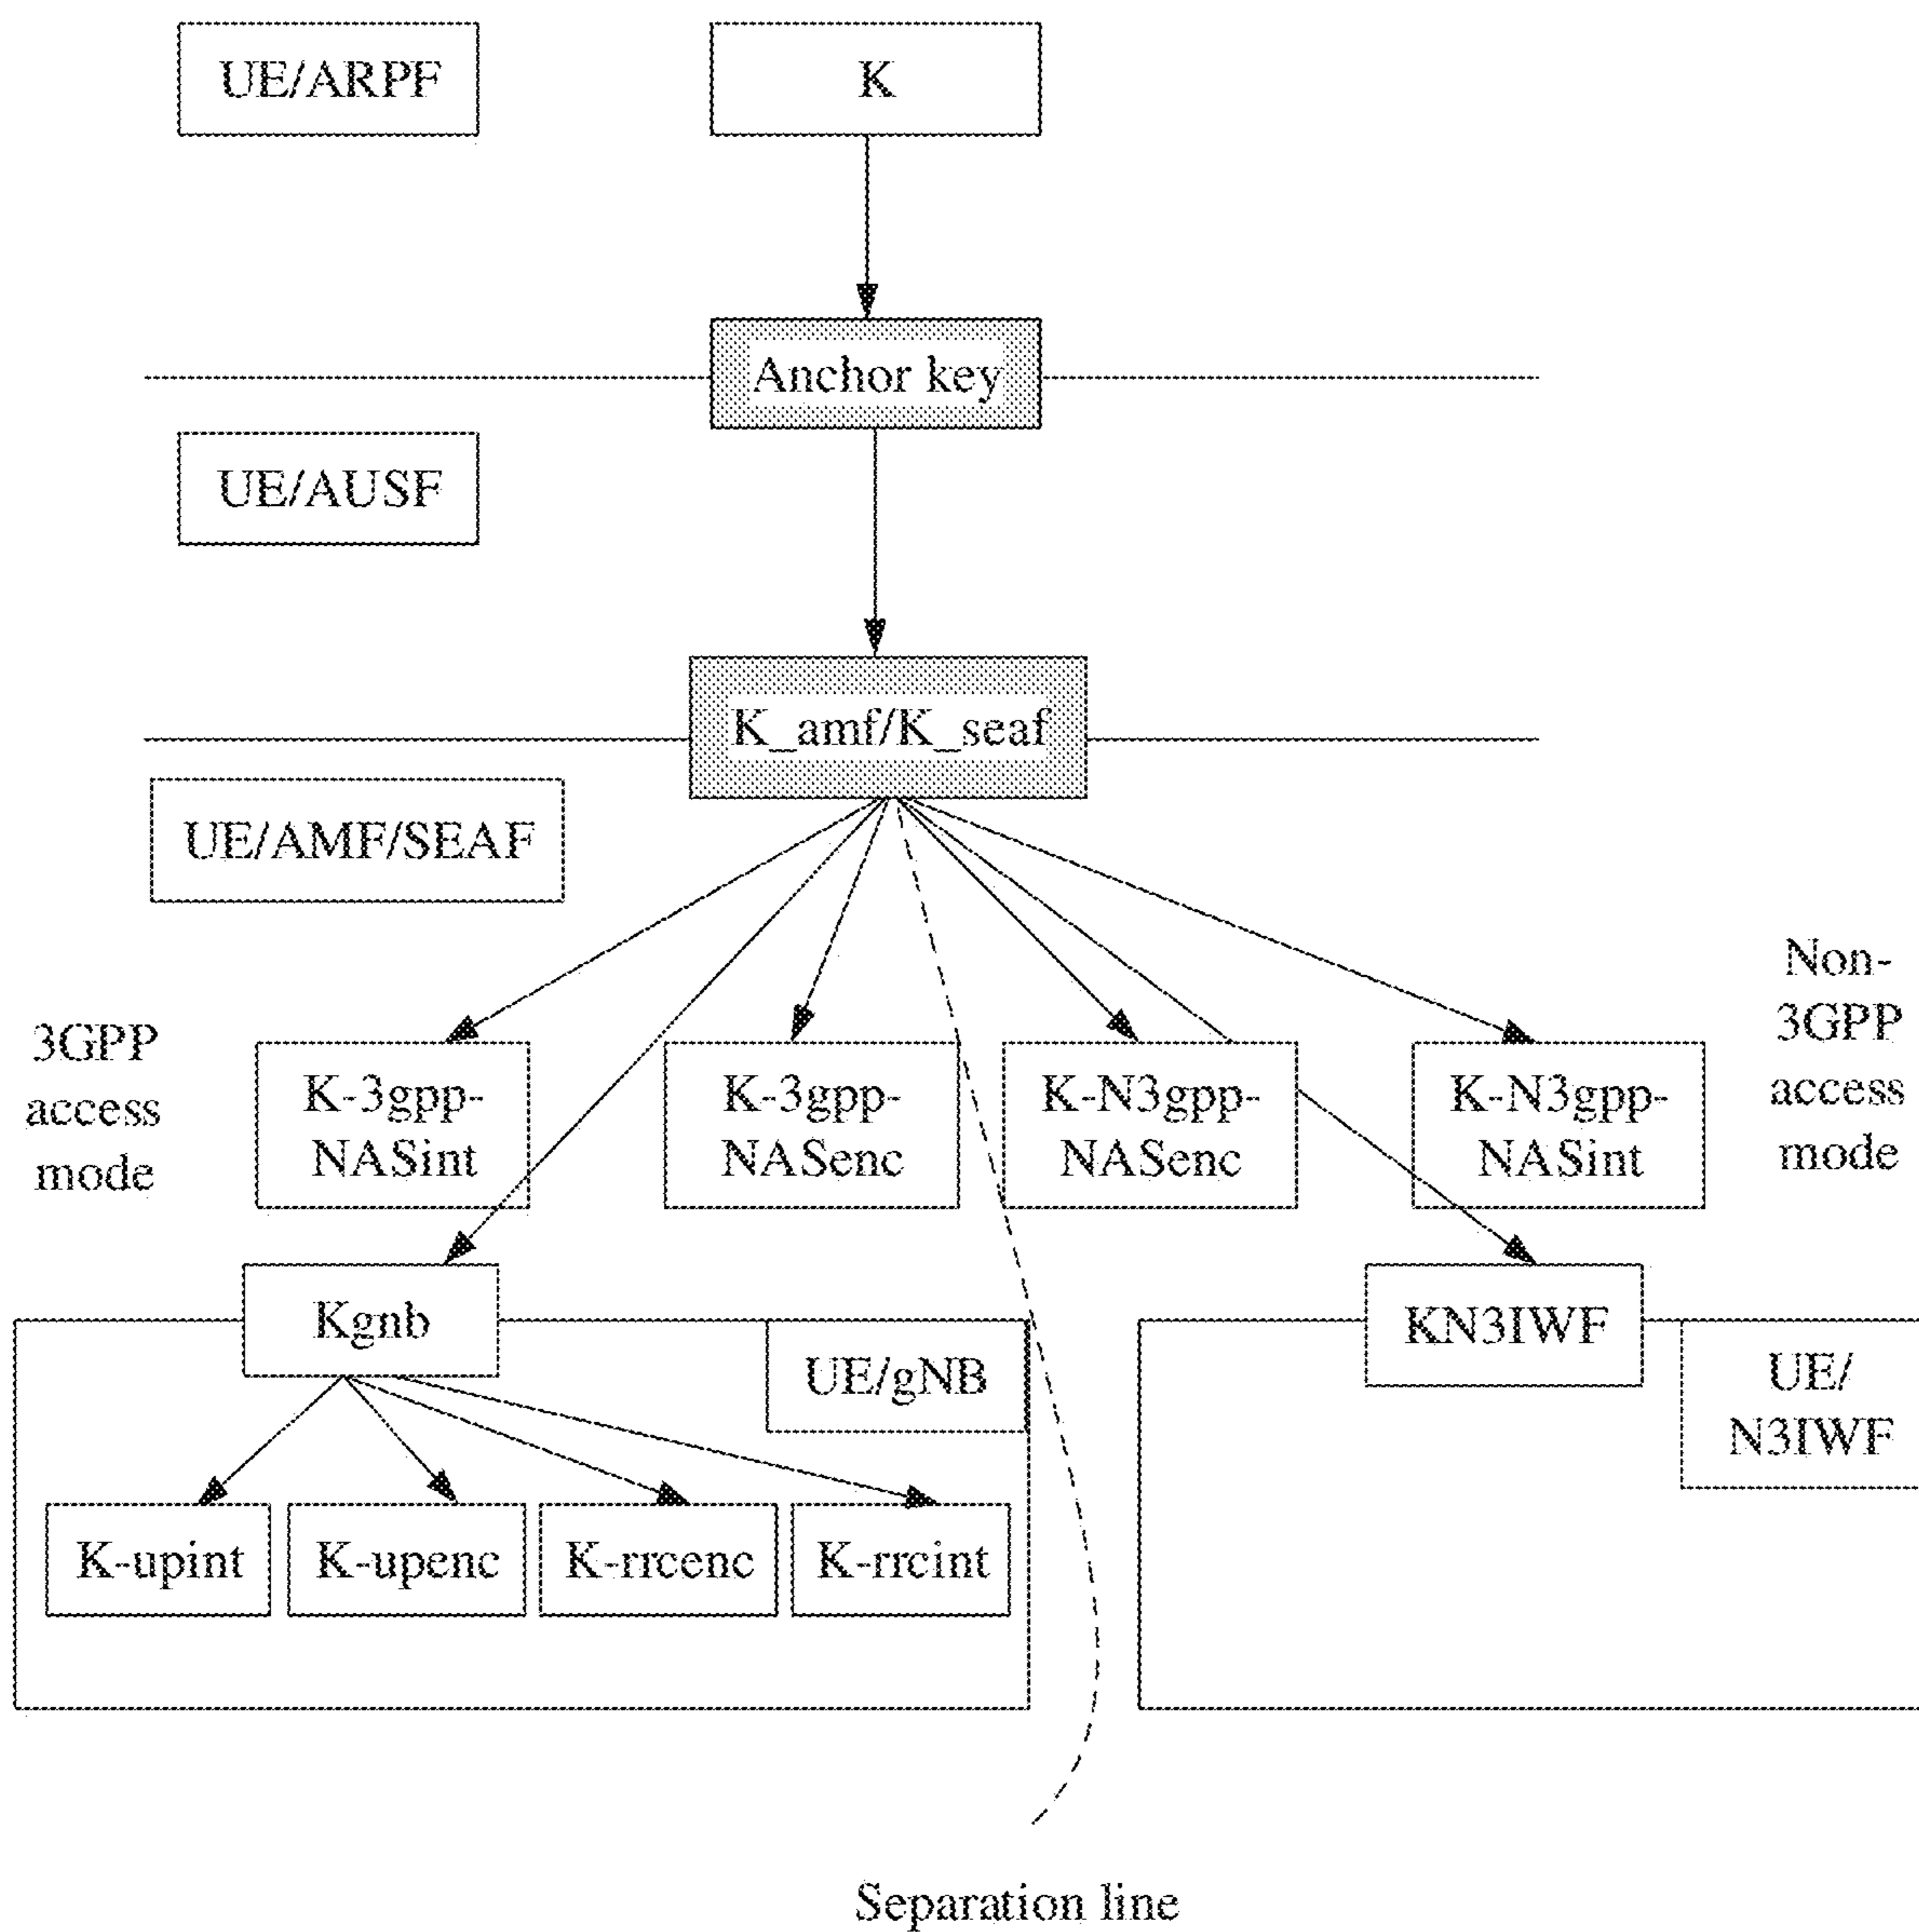 UE/ARPF
K
Anchor key
UE/AUSF
K_amf/K_seaf
UE/AMF/SEAF
3GPP
access
mode
Non-
3GPP
access
mode
K-3gpp-
NASint
K-3gpp-
NASenc
K-N3gpp-
NASenc
K-N3gpp-
NASint
Kgnb
UE/gNB
KN3IWF
UE/
N3IWF
K-upint
K-upenc
K-rrcenc
K-rrcint
Separation line